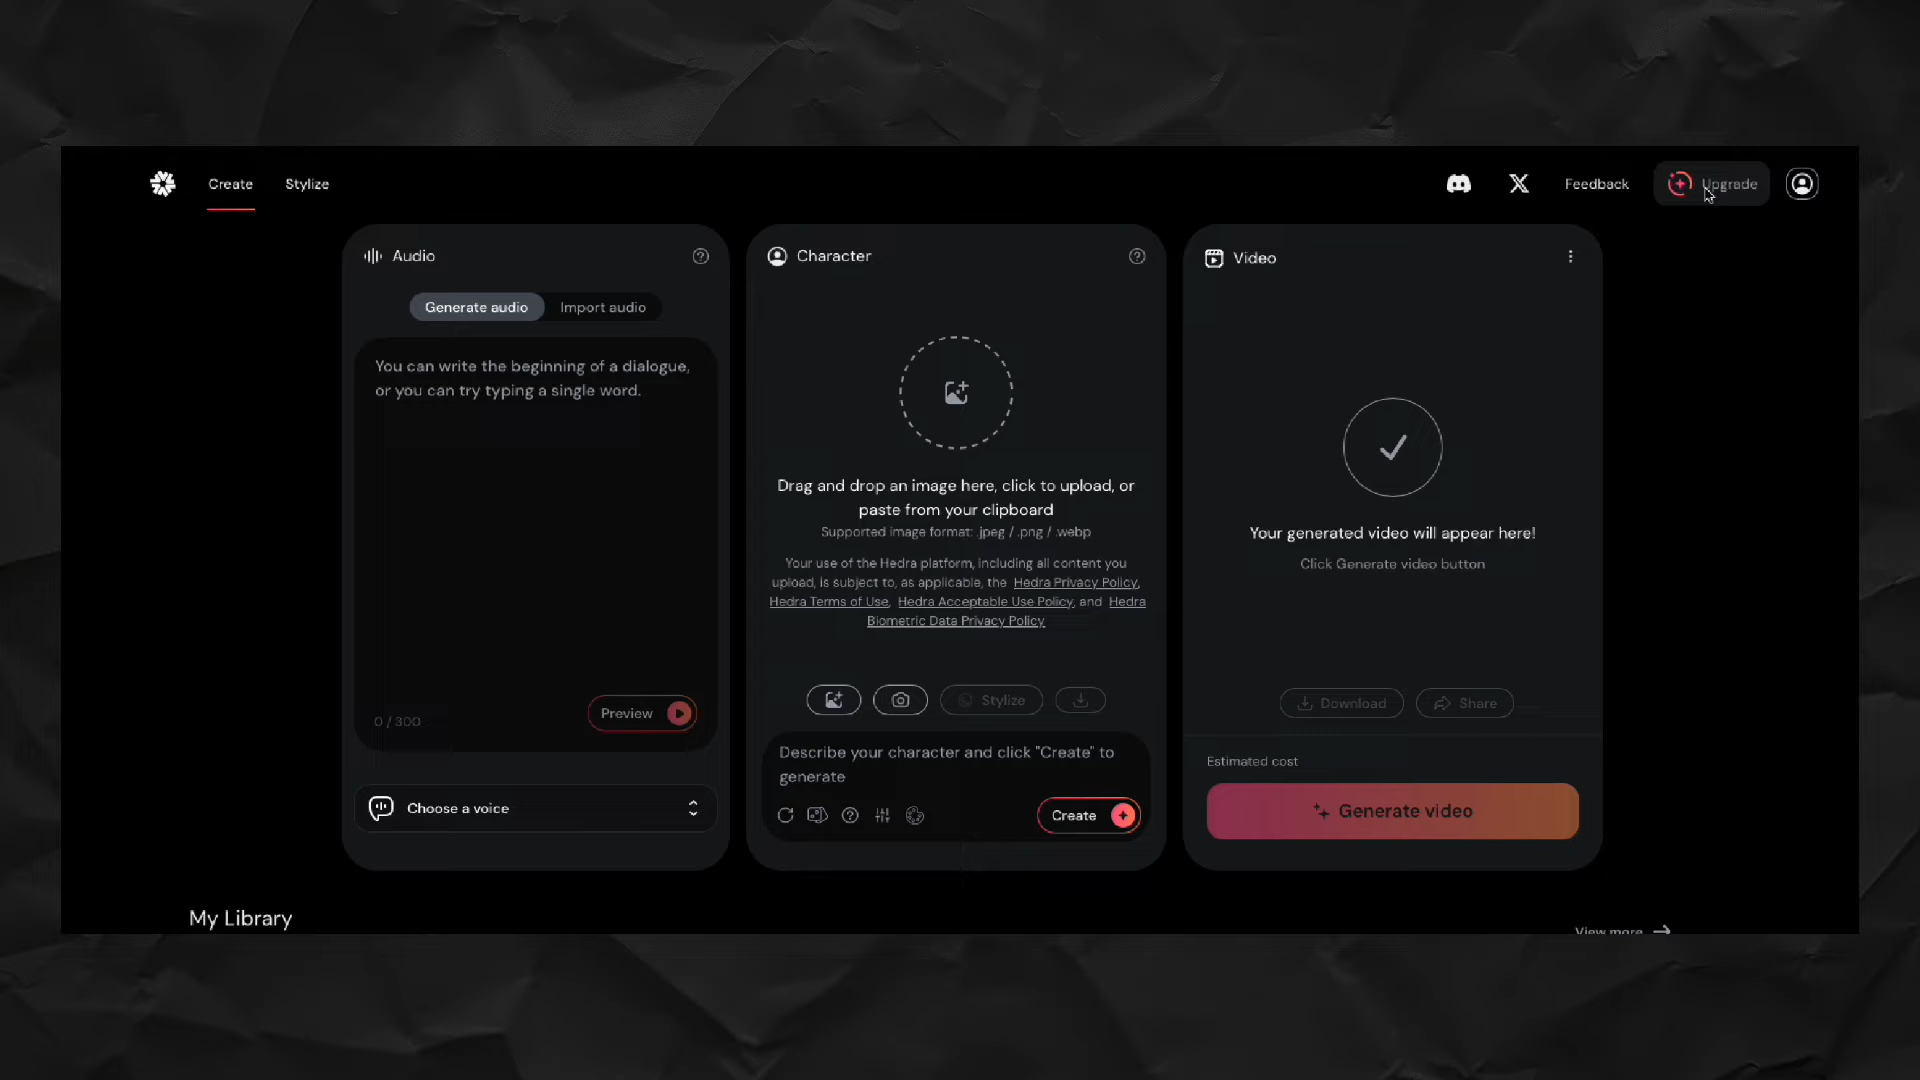 Create
Stylize
Feedback
Upgrade
Audio
Generate audio
Import audio
You can write the beginning of a dialogue,
or you can try typing a single word.
0 / 300
Preview
Choose a voice
Character
Drag and drop an image here, click to upload, or
paste from your clipboard
Supported image format: .jpeg / .png / .webp
Your use of the Hedra platform, including all content you
upload, is subject to, as applicable, the Hedra Privacy Policy,
Hedra Terms of Use, Hedra Acceptable Use Policy, and Hedra
Biometric Data Privacy Policy.
Stylize
Describe your character and click "Create" to
generate
Create
Video
Your generated video will appear here!
Click Generate video button
Download
Share
Estimated cost
Generate video
My Library
View more